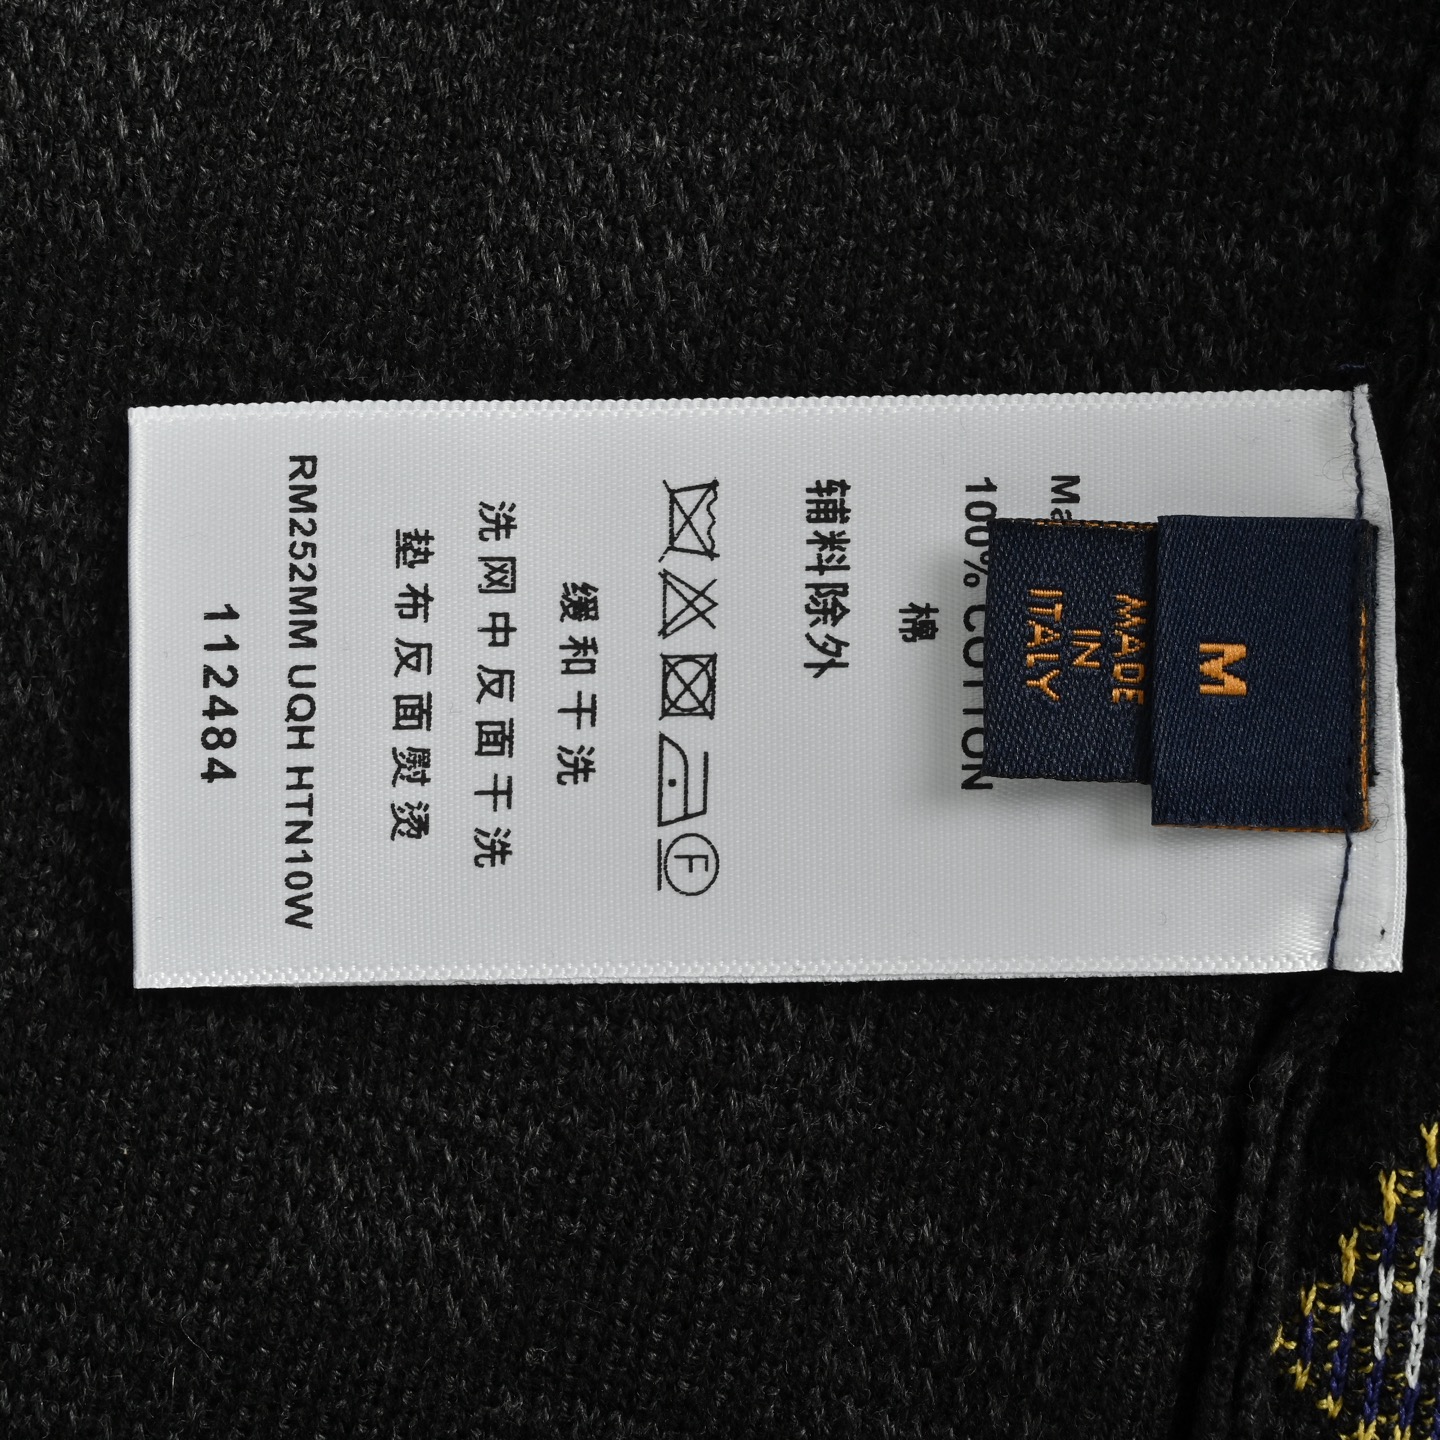 M
MADE
IN
ITALY
100% COTTON
棉
辅料除外
F
缓和干洗
洗网中反面干洗
垫布反面熨烫
RM252MM UQH HTN10W
112484